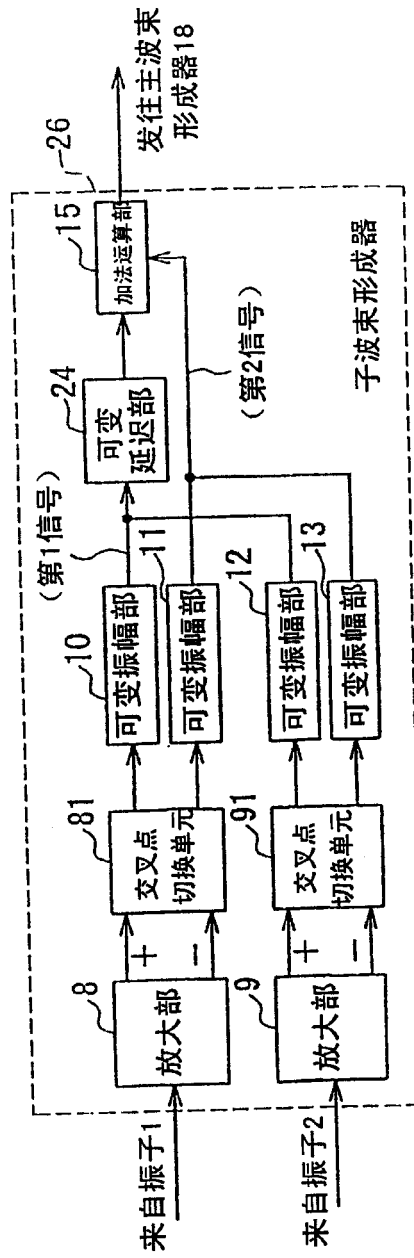 来自振子1
来自振子2
8
放大部
+
−
9
放大部
+
−
81
交叉点
切换单元
91
交叉点
切换单元
10
可变振幅部
11
可变振幅部
12
可变振幅部
13
可变振幅部
(第1信号)
(第2信号)
24
可变
延迟部
15
加法运算部
26
子波束形成器
发往主波束
形成器18